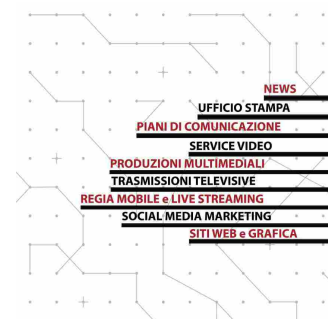 NEWS
UFFICIO STAMPA
PIANI DI COMUNICAZIONE
SERVICE VIDEO
PRODUZIONI MULTIMEDIALI
TRASMISSIONI TELEVISIVE
REGIA MOBILE e LIVE STREAMING
SOCIAL MEDIA MARKETING
SITI WEB e GRAFICA